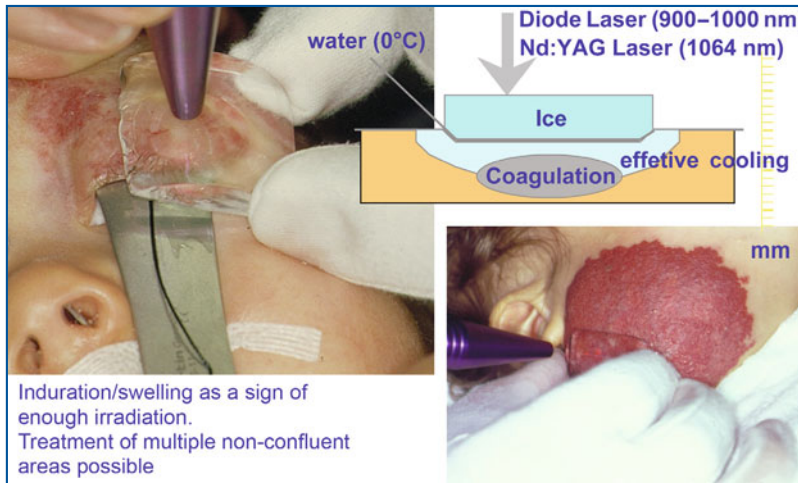 Diode Laser (900–1000 nm
Nd:YAG Laser (1064 nm)
water (0°C)
Ice
effetive cooling
Coagulation
mm
Induration/swelling as a sign of
enough irradiation.
Treatment of multiple non-confluent
areas possible